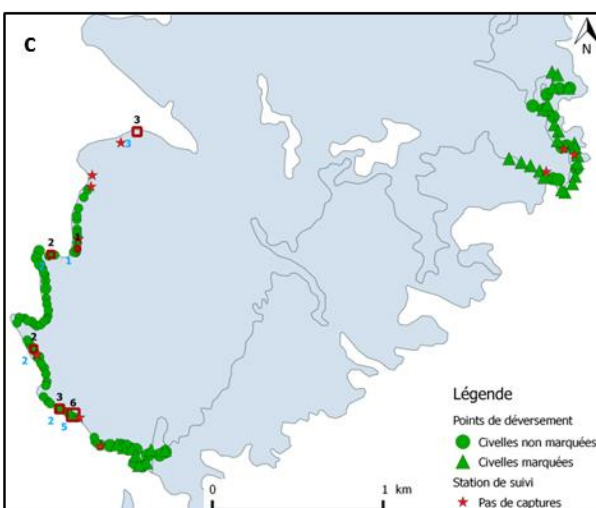 c
N
3
3
2
1
1
2
2
3
6
2
5
Légende
Points de déversement
Civelles non marquées
Civelles marquées
Station de suivi
Pas de captures
0 1 km